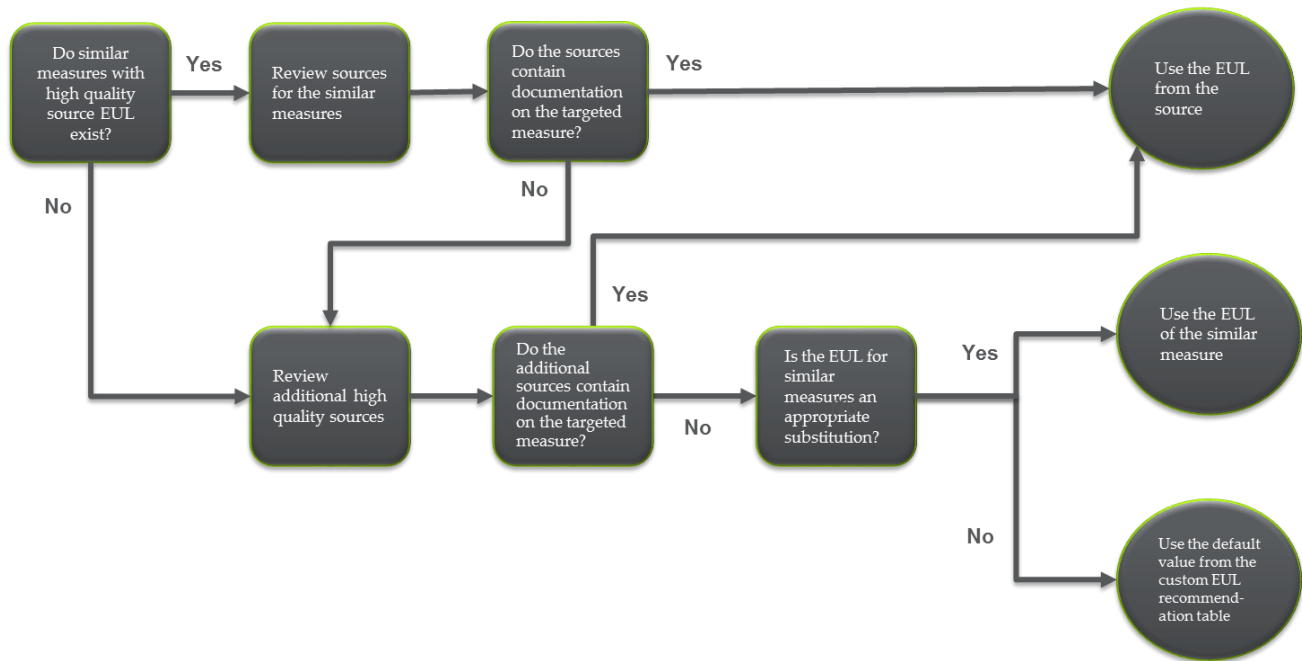 Do similar
measures with
high quality
source EUL
exist?
Yes
Review sources
for the similar
measures
Do the sources
contain
documentation
on the targeted
measure?
Yes
Use the EUL
from the
source
No
No
Yes
Review
additional high
quality sources
Do the
additional
sources contain
documentation
on the targeted
measure?
No
Is the EUL for
similar
measures an
appropriate
substitution?
Yes
Use the EUL
of the similar
measure
No
Use the default
value from the
custom EUL
recommend-
ation table